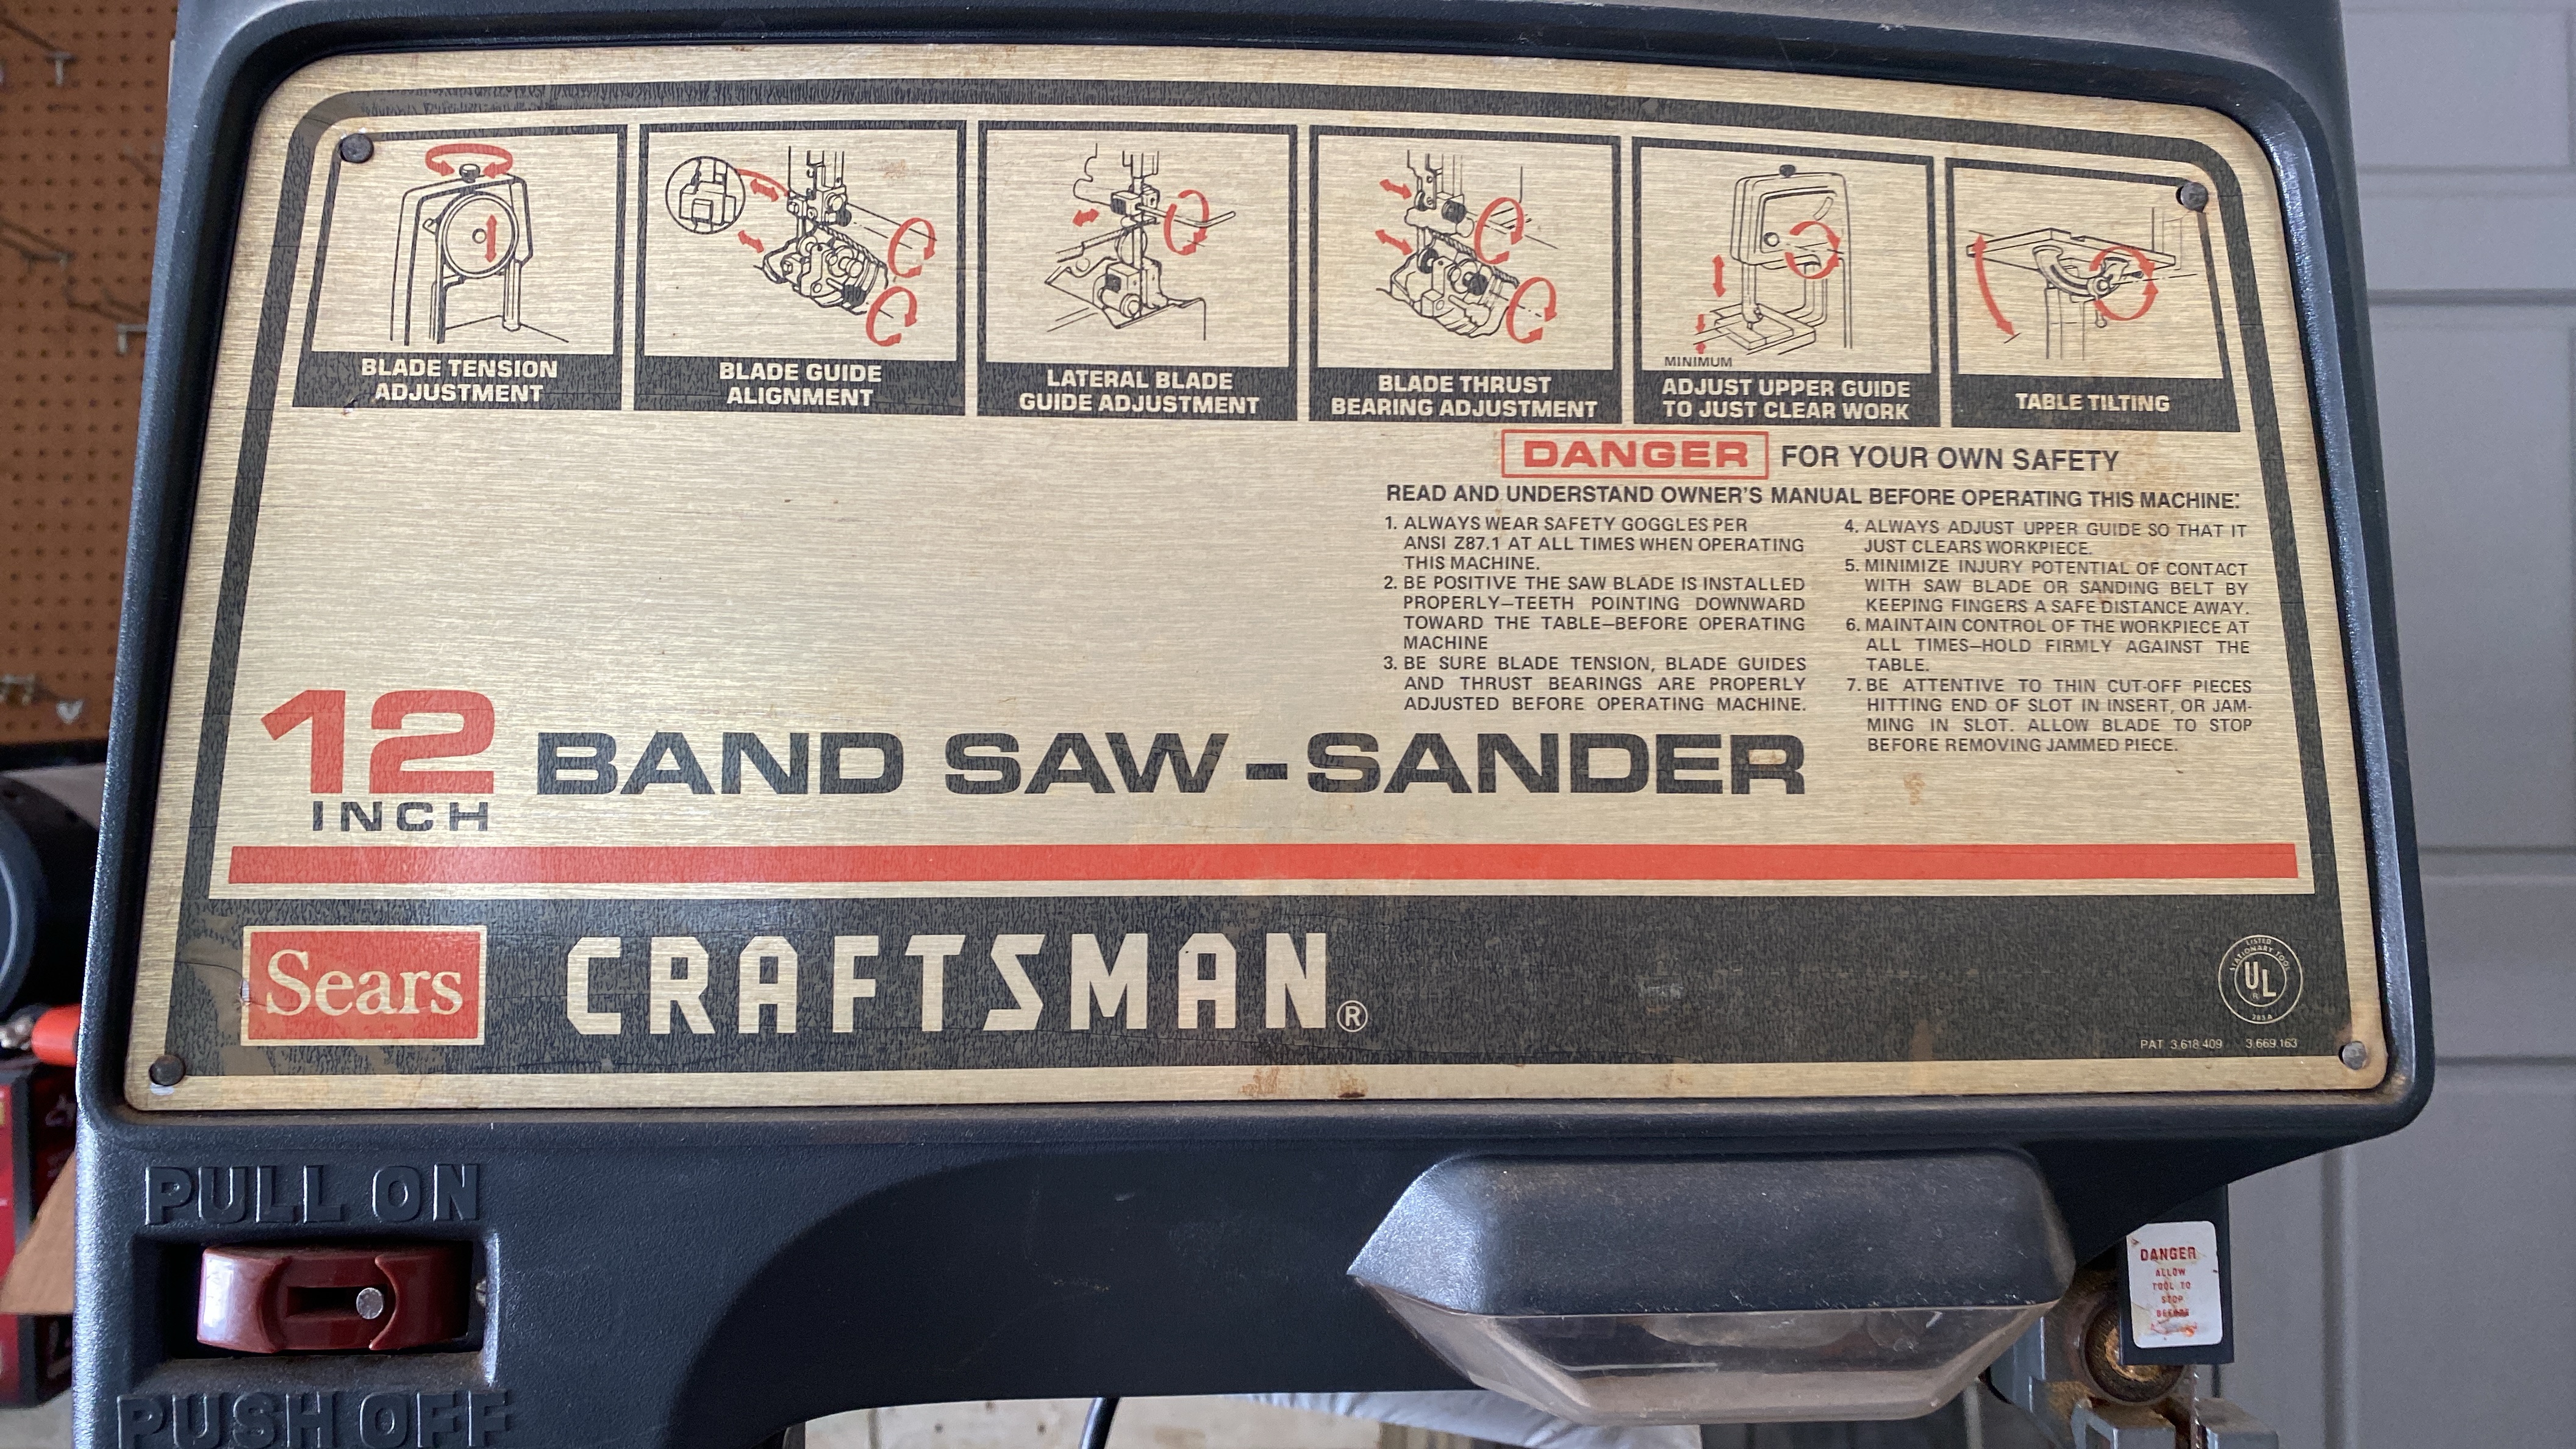 BLADE TENSION
ADJUSTMENT
BLADE GUIDE
ALIGNMENT
LATERAL BLADE
GUIDE ADJUSTMENT
BLADE THRUST
BEARING ADJUSTMENT
MINIMUM
ADJUST UPPER GUIDE
TO JUST CLEAR WORK
TABLE TILTING
DANGER FOR YOUR OWN SAFETY
READ AND UNDERSTAND OWNER'S MANUAL BEFORE OPERATING THIS MACHINE:
1. ALWAYS WEAR SAFETY GOGGLES PER
ANSI Z87.1 AT ALL TIMES WHEN OPERATING
THIS MACHINE.
2. BE POSITIVE THE SAW BLADE IS INSTALLED
PROPERLY—TEETH POINTING DOWNWARD
TOWARD THE TABLE—BEFORE OPERATING
MACHINE
3. BE SURE BLADE TENSION, BLADE GUIDES
AND THRUST BEARINGS ARE PROPERLY
ADJUSTED BEFORE OPERATING MACHINE.
4. ALWAYS ADJUST UPPER GUIDE SO THAT IT
JUST CLEARS WORKPIECE.
5. MINIMIZE INJURY POTENTIAL OF CONTACT
WITH SAW BLADE OR SANDING BELT BY
KEEPING FINGERS A SAFE DISTANCE AWAY.
6. MAINTAIN CONTROL OF THE WORKPIECE AT
ALL TIMES—HOLD FIRMLY AGAINST THE
TABLE.
7. BE ATTENTIVE TO THIN CUT-OFF PIECES
HITTING END OF SLOT IN INSERT, OR JAM-
MING IN SLOT. ALLOW BLADE TO STOP
BEFORE REMOVING JAMMED PIECE.
12 BAND SAW - SANDER
INCH
Sears CRAFTSMAN®
LISTED
STATIONARY TOOL
UL
®
385A
PAT 3,618,409 3,669,163
PULL ON
PUSH OFF
DANGER
ALLOW
TOOL TO
STOP
BEFORE